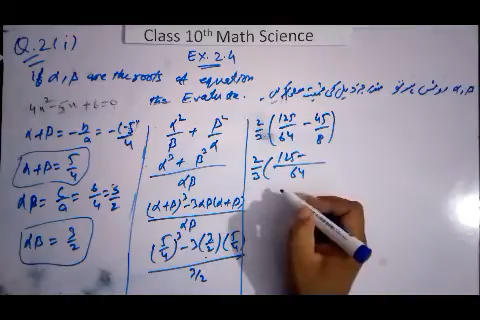 Class 10th Math Science
Q.2(i)
Ex.2.4
if α,β are the roots of equation
4x²-5x+6=0
the Evaluate.
α+β = -b/a = -(-5)/4
α+β = 5/4
αβ = c/a = 6/4 = 3/2
αβ = 3/2
α²/β + β²/α
α³+β³/αβ
(α+β)³-3αβ(α+β)/αβ
(5/4)³-3(3/2)(5/4)
3/2
2/3(125/64 - 45/8)
2/3(125-/64